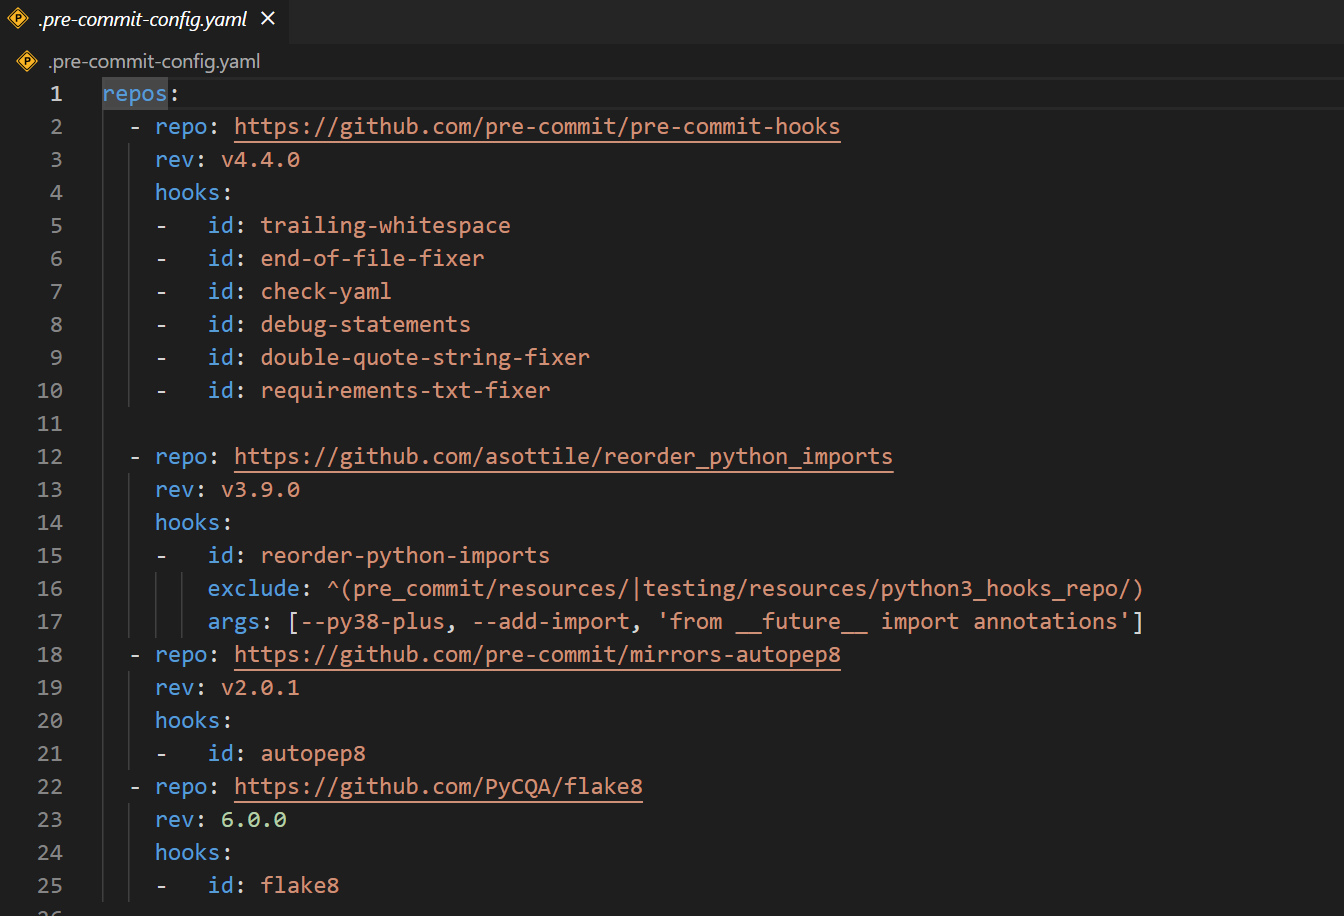 .pre-commit-config.yaml ×
.pre-commit-config.yaml
1 repos:
2   - repo: https://github.com/pre-commit/pre-commit-hooks
3     rev: v4.4.0
4     hooks:
5     -   id: trailing-whitespace
6     -   id: end-of-file-fixer
7     -   id: check-yaml
8     -   id: debug-statements
9     -   id: double-quote-string-fixer
10     -   id: requirements-txt-fixer
11
12   - repo: https://github.com/asottile/reorder_python_imports
13     rev: v3.9.0
14     hooks:
15     -   id: reorder-python-imports
16         exclude: ^(pre_commit/resources/|testing/resources/python3_hooks_repo/)
17         args: [--py38-plus, --add-import, 'from __future__ import annotations']
18   - repo: https://github.com/pre-commit/mirrors-autopep8
19     rev: v2.0.1
20     hooks:
21     -   id: autopep8
22   - repo: https://github.com/PyCQA/flake8
23     rev: 6.0.0
24     hooks:
25     -   id: flake8
26